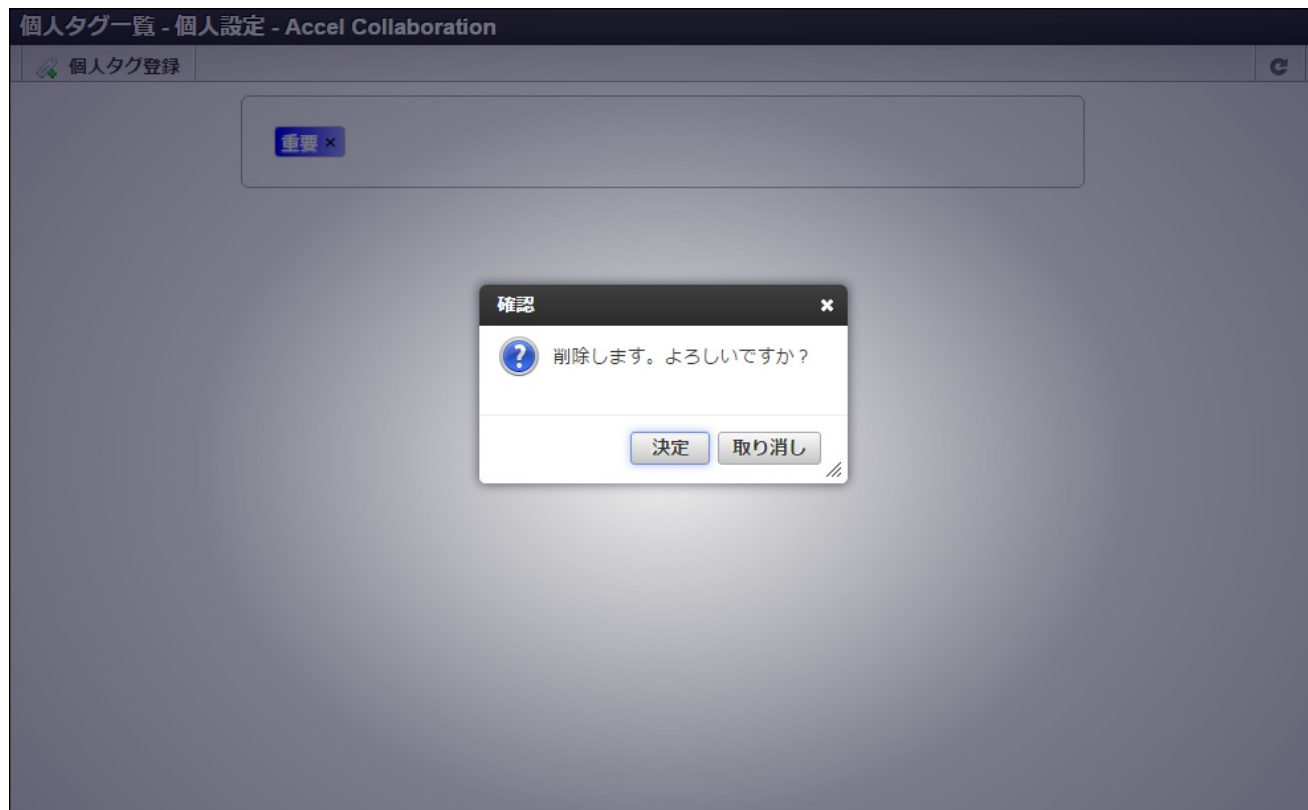 個人タグ一覧 - 個人設定 - Accel Collaboration
個人タグ登録
重要 ×
確認
削除します。よろしいですか？
決定 取り消し